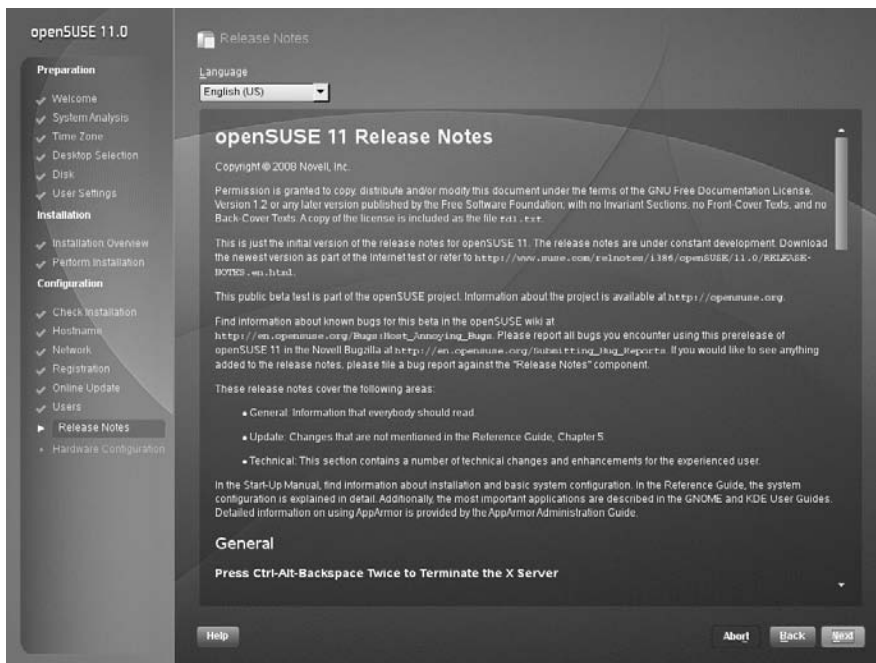 openSUSE 11.0
Preparation
Welcome
System Analysis
Time Zone
Desktop Selection
Disk
User Settings
Installation
Installation Overview
Perform Installation
Configuration
Check Installation
Hostname
Network
Registration
Online Update
Users
Release Notes
Hardware Configuration
Release Notes
Language
English (US)
openSUSE 11 Release Notes
Copyright © 2008 Novell, Inc.
Permission is granted to copy, distribute and/or modify this document under the terms of the GNU Free Documentation License,
Version 1.2 or any later version published by the Free Software Foundation; with no Invariant Sections, no Front-Cover Texts, and no
Back-Cover Texts. A copy of the license is included as the file fdl.txt.
This is just the initial version of the release notes for openSUSE 11. The release notes are under constant development. Download
the newest version as part of the Internet test or refer to http://www.suse.com/relnotes/i386/openSUSE/11.0/RELEASE-
NOTES.en.html.
This public beta test is part of the openSUSE project. Information about the project is available at http://opensuse.org.
Find information about known bugs for this beta in the openSUSE wiki at
http://en.opensuse.org/Bugs:Most_Annoying_Bugs. Please report all bugs you encounter using this prerelease of
openSUSE 11 in the Novell Bugzilla at http://en.opensuse.org/Submitting_Bug_Reports. If you would like to see anything
added to the release notes, please file a bug report against the "Release Notes" component.
These release notes cover the following areas:
• General: Information that everybody should read.
• Update: Changes that are not mentioned in the Reference Guide, Chapter 5.
• Technical: This section contains a number of technical changes and enhancements for the experienced user.
In the Start-Up Manual, find information about installation and basic system configuration. In the Reference Guide, the system
configuration is explained in detail. Additionally, the most important applications are described in the GNOME and KDE User Guides.
Detailed information on using AppArmor is provided by the AppArmor Administration Guide.
General
Press Ctrl-Alt-Backspace Twice to Terminate the X Server
Help
Abort
Back
Next